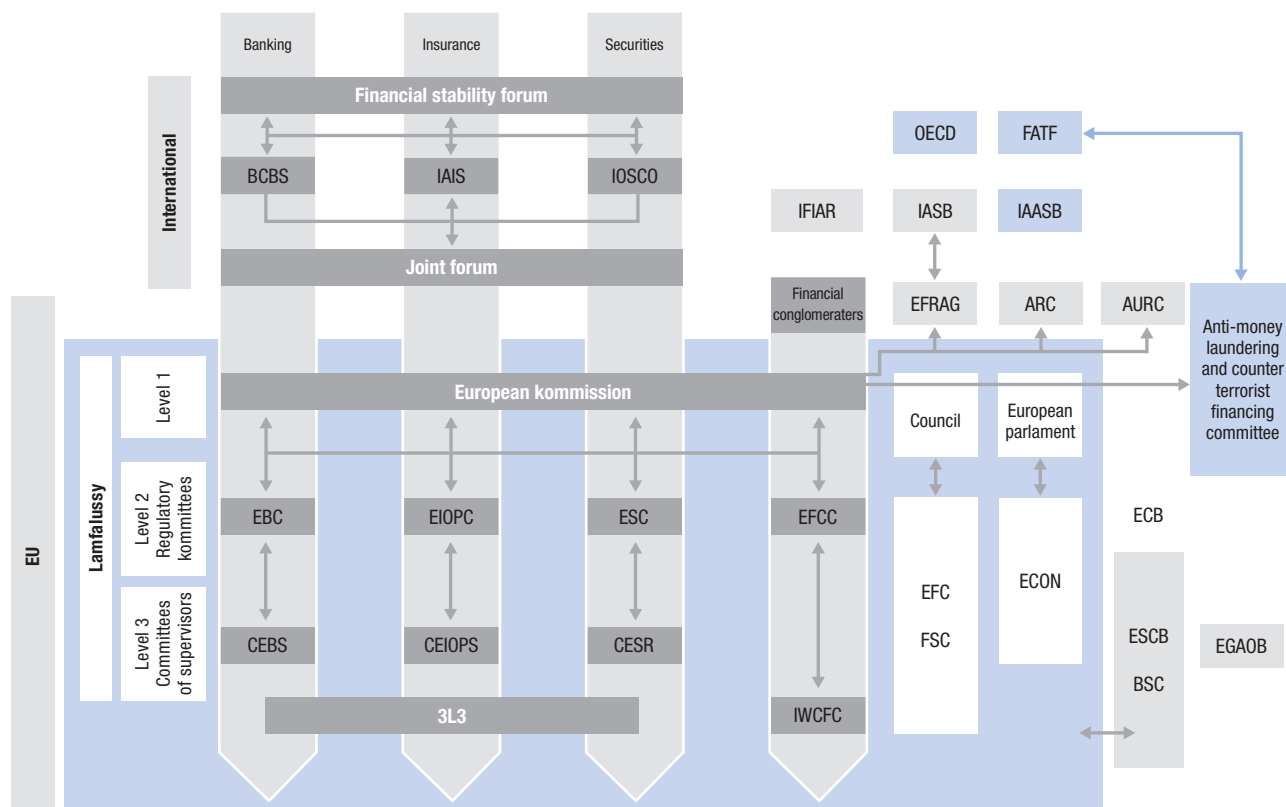 Banking
Insurance
Securities
International
Financial stability forum
OECD
FATF
BCBS
IAIS
IOSCO
IFIAR
IASB
IAASB
Joint forum
Financial
conglomeraters
EFRAG
ARC
AURC
Anti-money
laundering
and counter
terrorist
financing
committee
EU
Lamfalussy
Level 1
European kommission
Council
European
parlament
Level 2
Regulatory
kommittees
EBC
EIOPC
ESC
EFCC
ECB
EFC
FSC
ECON
Level 3
Committees
of supervisors
CEBS
CEIOPS
CESR
ESCB
BSC
EGAOB
3L3
IWCFC